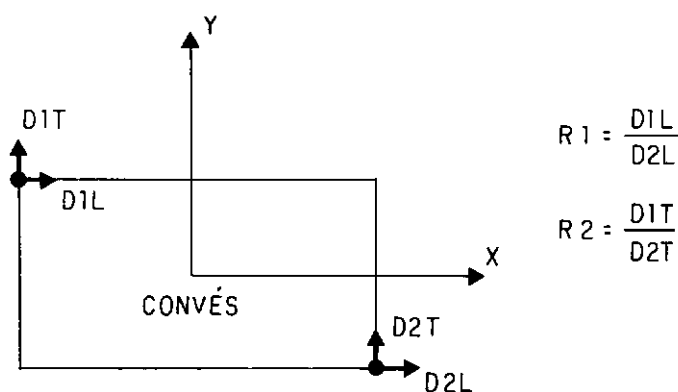 Y
D1T
D1L
R1 = D1L / D2L
R2 = D1T / D2T
X
CONVÉS
D2T
D2L